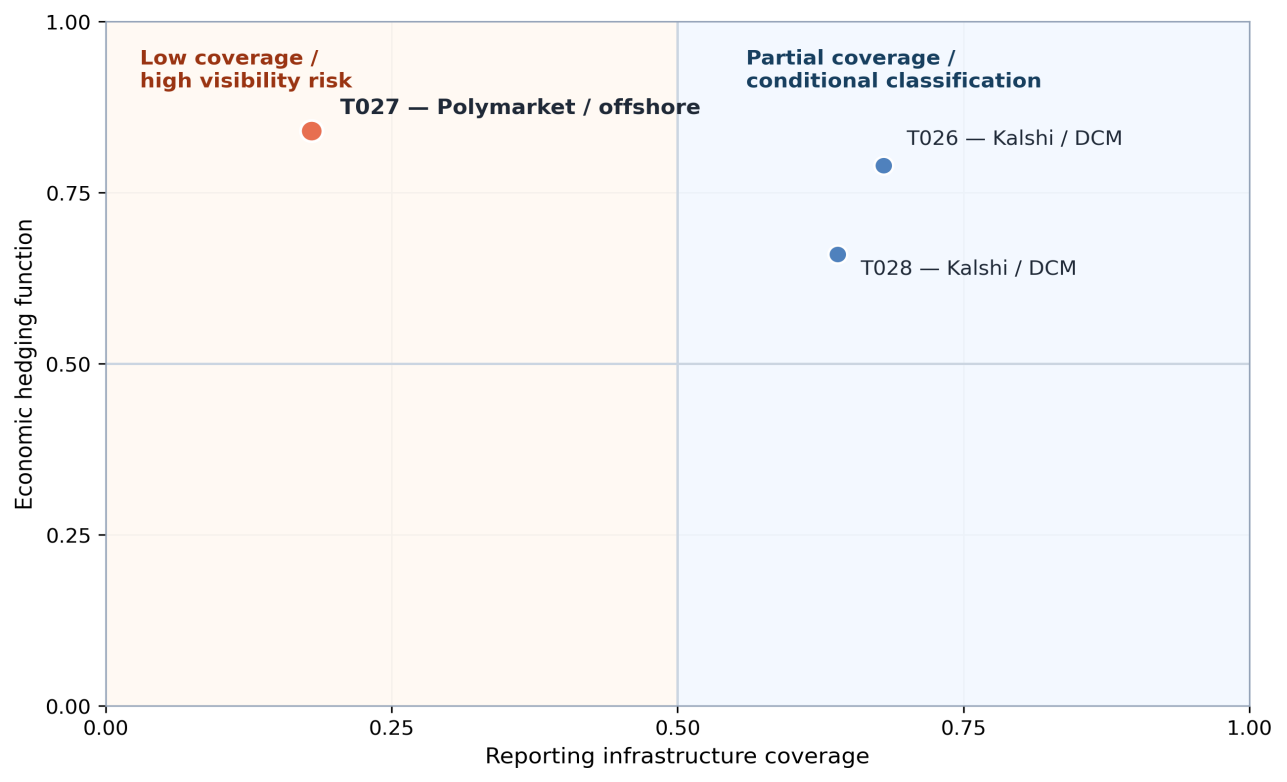 1.00
Low coverage /
high visibility risk
Partial coverage /
conditional classification
T027 — Polymarket / offshore
T026 — Kalshi / DCM
0.75
T028 — Kalshi / DCM
Economic hedging function
0.50
0.25
0.00
0.00
0.25
0.50
0.75
1.00
Reporting infrastructure coverage